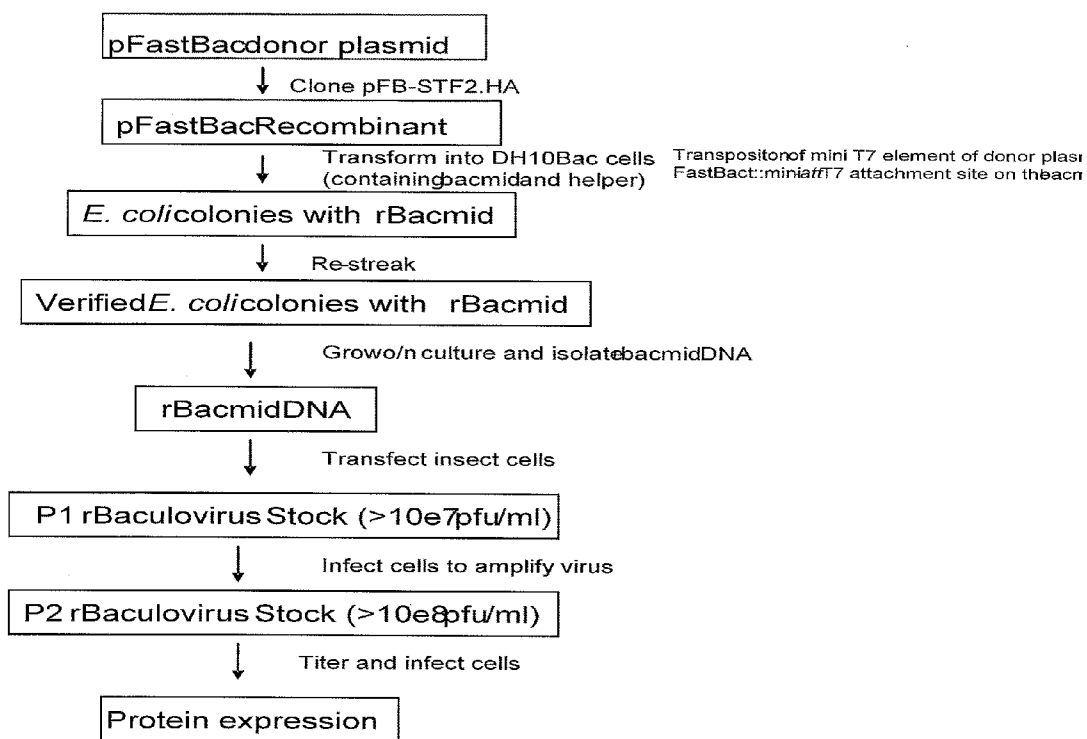 pFastBacdonor plasmid
Clone pFB-STF2.HA
pFastBacRecombinant
Transform into DH10Bac cells
(containingbacmidand helper)
Transpositonof mini T7 element of donor plasr
FastBact::miniattT7 attachment site on thebacm
E. colicolonies with rBacmid
Re-streak
VerifiedE. colicolonies with rBacmid
Growo/n culture and isolatebacmidDNA
rBacmidDNA
Transfect insect cells
P1 rBaculovirus Stock (>10e7pfu/ml)
Infect cells to amplify virus
P2 rBaculovirus Stock (>10e8pfu/ml)
Titer and infect cells
Protein expression